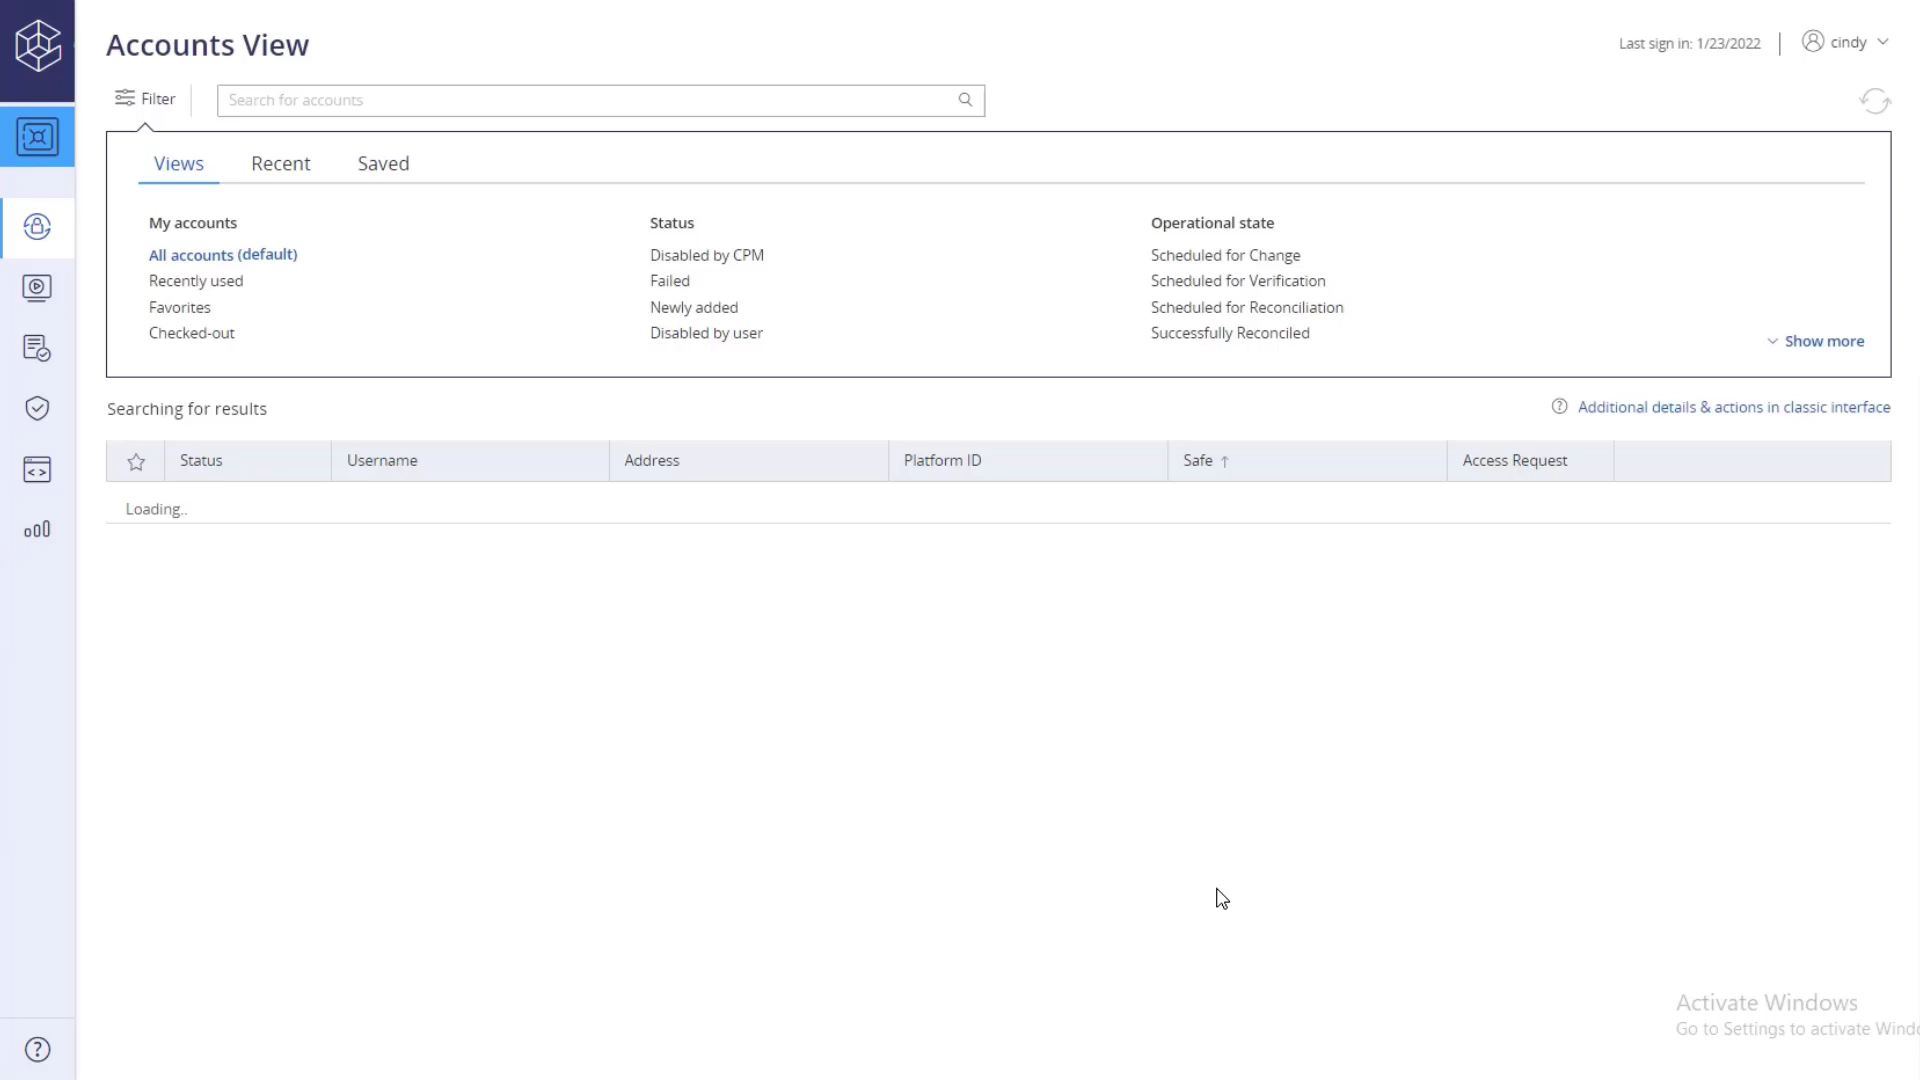 Accounts View
Last sign in: 1/23/2022
cindy
Filter
Search for accounts
Views
Recent
Saved
My accounts
All accounts (default)
Recently used
Favorites
Checked-out
Status
Disabled by CPM
Failed
Newly added
Disabled by user
Operational state
Scheduled for Change
Scheduled for Verification
Scheduled for Reconciliation
Successfully Reconciled
Show more
Searching for results
Additional details & actions in classic interface
Status
Username
Address
Platform ID
Safe
Access Request
Loading..
Activate Windows
Go to Settings to activate Windo